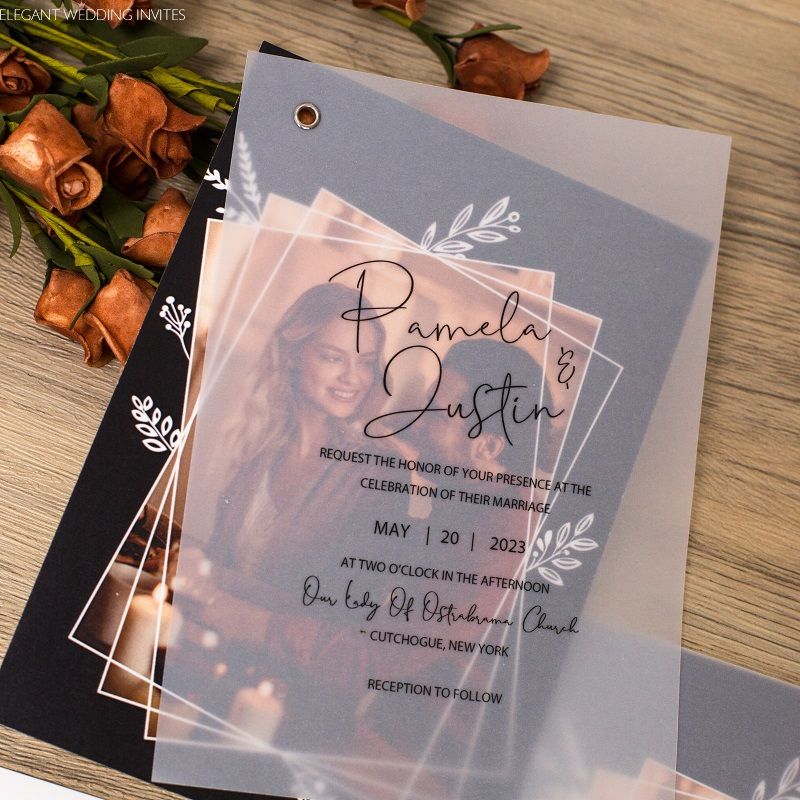 ELEGANT WEDDING INVITES
Pamela
&
Justin
REQUEST THE HONOR OF YOUR PRESENCE AT THE
CELEBRATION OF THEIR MARRIAGE
MAY | 20 | 2023
AT TWO O'CLOCK IN THE AFTERNOON
Our Lady Of Ostrabrama Church
CUTCHOGUE, NEW YORK
RECEPTION TO FOLLOW